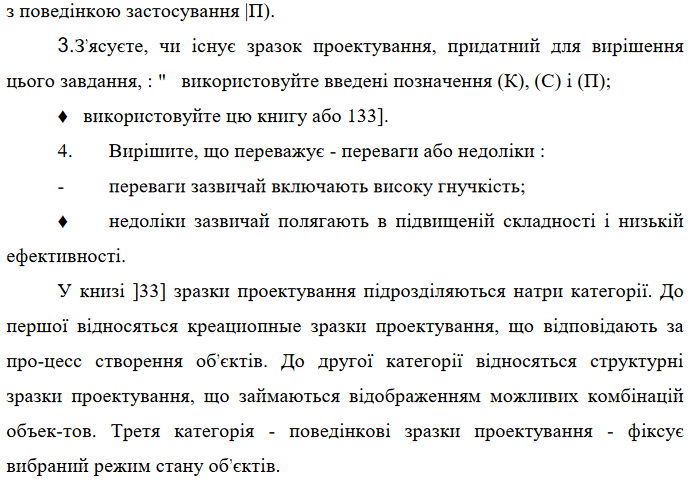 з поведінкою застосування |П).
3.З'ясуєте, чи існує зразок проектування, придатний для вирішення
цього завдання, : " використовуйте введені позначення (К), (С) і (П);
♦ використовуйте цю книгу або 133].
4. Вирішите, що переважує - переваги або недоліки :
- переваги зазвичай включають високу гнучкість;
♦ недоліки зазвичай полягають в підвищеній складності і низькій
ефективності.
У книзі ]33] зразки проектування підрозділяються натри категорії. До
першої відносяться креациопные зразки проектування, що відповідають за
про-цесс створення об'єктів. До другої категорії відносяться структурні
зразки проектування, що займаються відображенням можливих комбінацій
объек-тов. Третя категорія - поведінкові зразки проектування - фіксує
вибраний режим стану об'єктів.